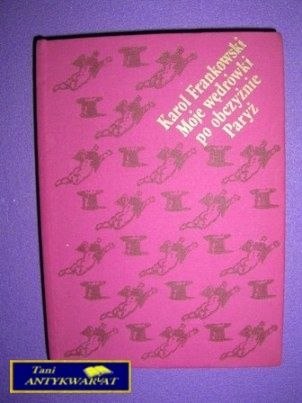 Karol Frankowski
Moje wędrówki
po obczyźnie
Paryż
Tani
ANTYKWARIAT